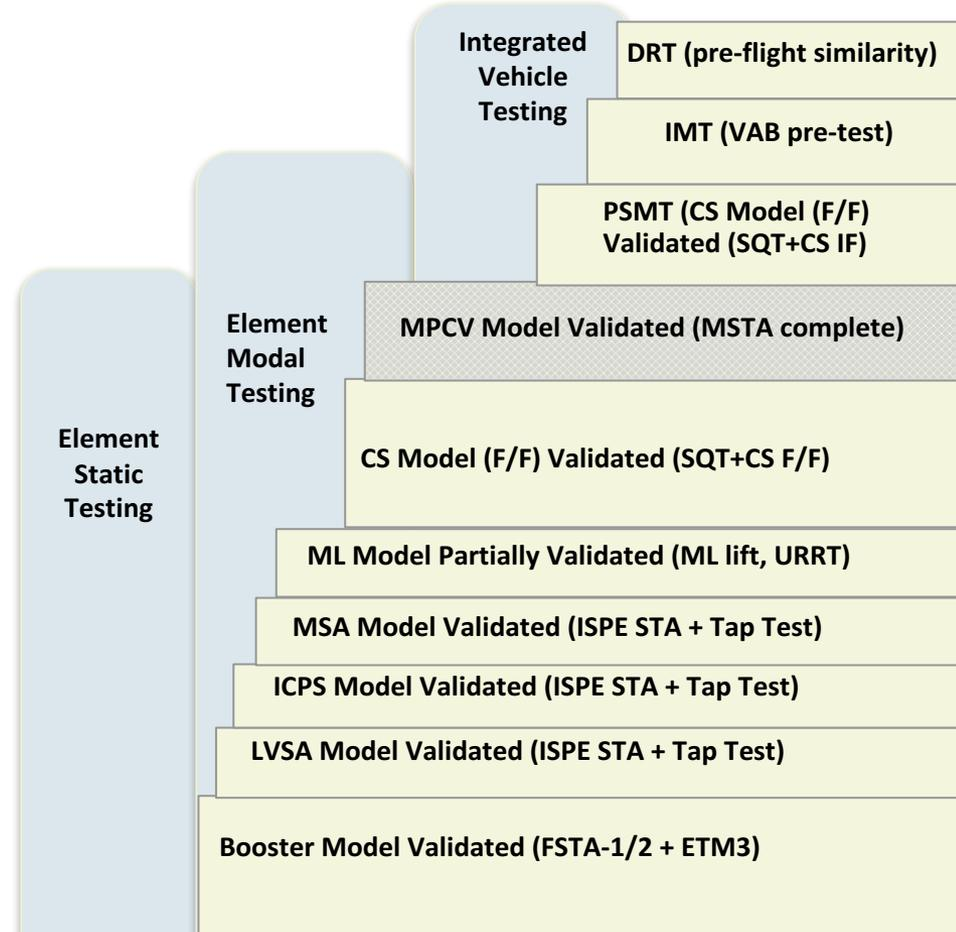 Integrated
Vehicle
Testing
DRT (pre-flight similarity)
IMT (VAB pre-test)
PSMT (CS Model (F/F)
Validated (SQT+CS IF)
Element
Modal
Testing
MPCV Model Validated (MSTA complete)
Element
Static
Testing
CS Model (F/F) Validated (SQT+CS F/F)
ML Model Partially Validated (ML lift, URRT)
MSA Model Validated (ISPE STA + Tap Test)
ICPS Model Validated (ISPE STA + Tap Test)
LVSA Model Validated (ISPE STA + Tap Test)
Booster Model Validated (FSTA-1/2 + ETM3)